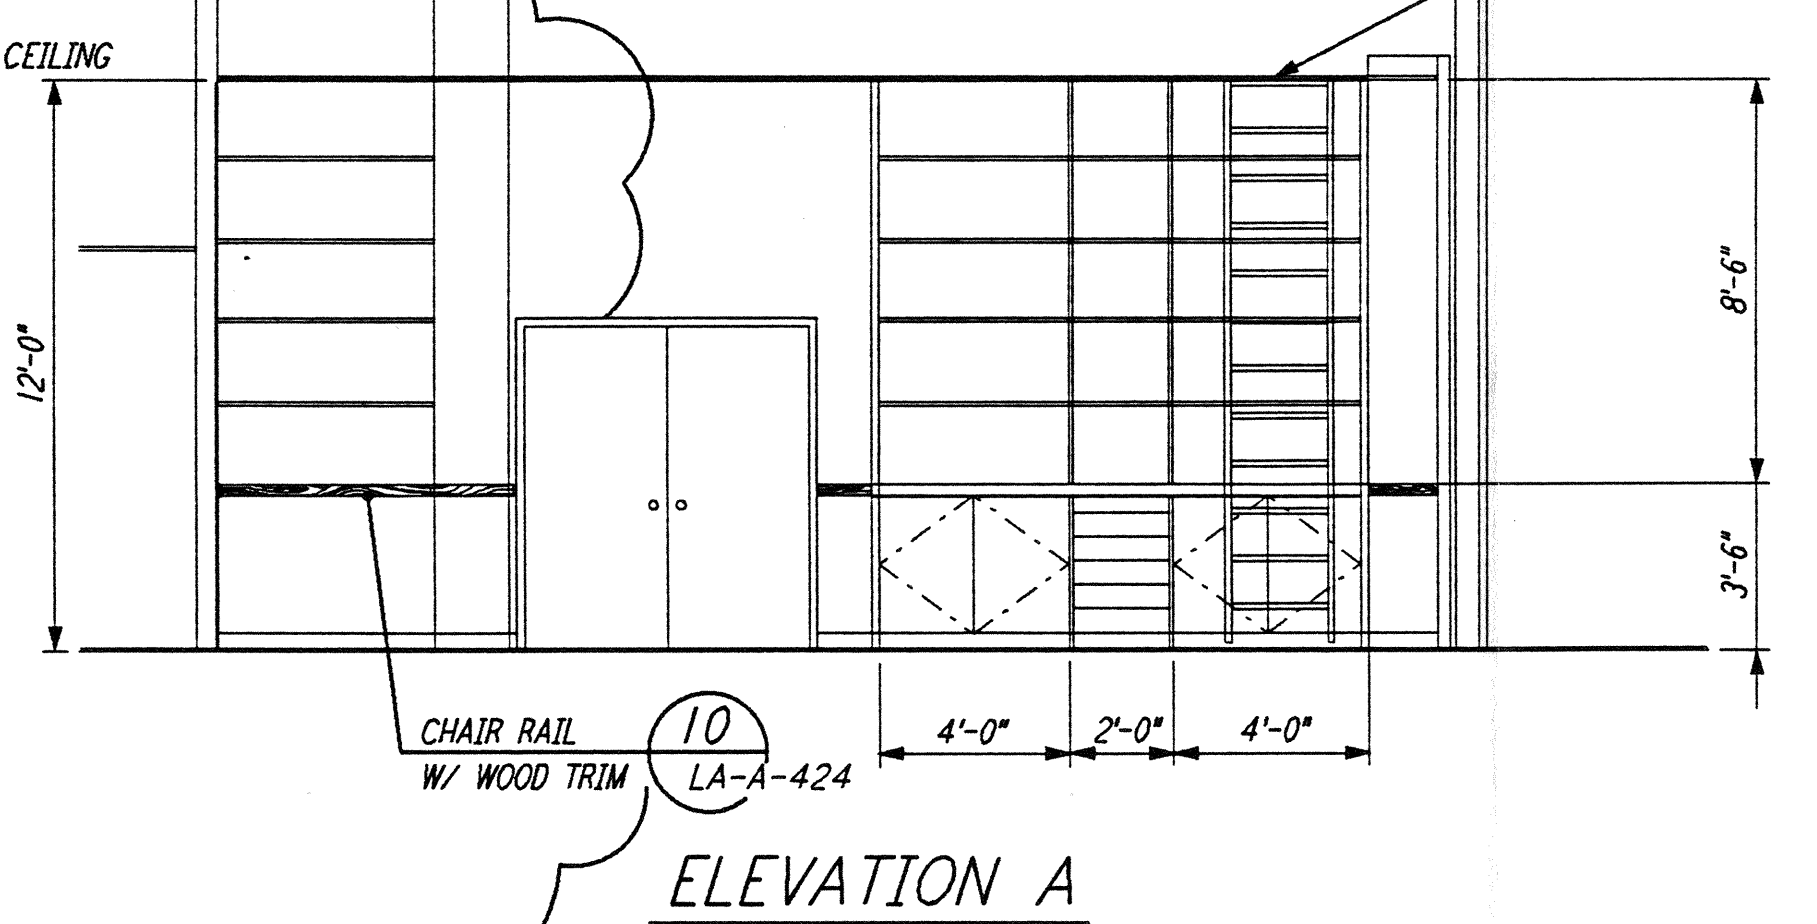 CEILING
12'-0"
8'-6"
3'-6"
4'-0" 2'-0" 4'-0"
CHAIR RAIL 10
W/ WOOD TRIM LA-A-424
ELEVATION A